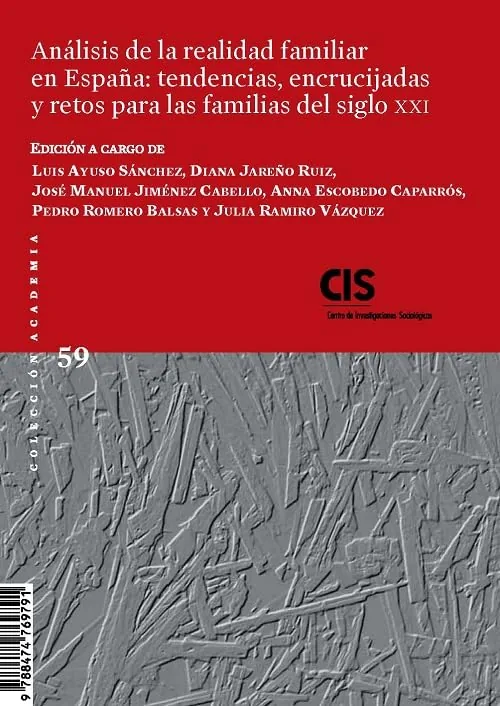 Análisis de la realidad familiar
en España: tendencias, encrucijadas
y retos para las familias del siglo XXI
EDICIÓN A CARGO DE
LUIS AYUSO SÁNCHEZ, DIANA JAREÑO RUIZ,
JOSÉ MANUEL JIMÉNEZ CABELLO, ANNA ESCOBEDO CAPARRÓS,
PEDRO ROMERO BALSAS Y JULIA RAMIRO VÁZQUEZ
CIS
Centro de Investigaciones Sociológicas
COLECCIÓN ACADEMIA
59
9 788474 769791